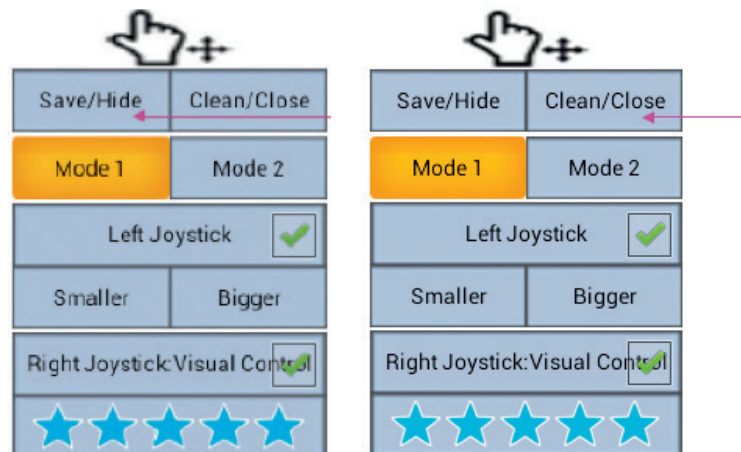 Save/Hide Clean/Close
Mode 1 Mode 2
Left Joystick
Smaller Bigger
Right Joystick:Visual Control
Save/Hide Clean/Close
Mode 1 Mode 2
Left Joystick
Smaller Bigger
Right Joystick:Visual Control